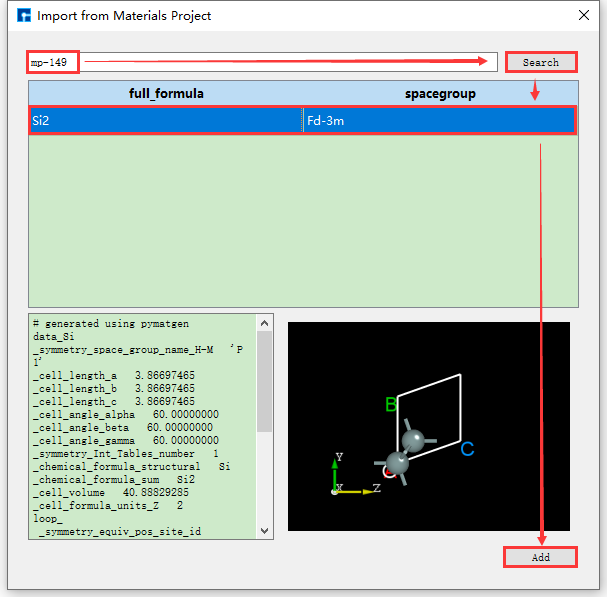 Import from Materials Project
mp-149
Search
full_formula spacegroup
Si2 Fd-3m
# generated using pymatgen
data_Si
_symmetry_space_group_name_H-M 'P
1'
_cell_length_a 3.86697465
_cell_length_b 3.86697465
_cell_length_c 3.86697465
_cell_angle_alpha 60.00000000
_cell_angle_beta 60.00000000
_cell_angle_gamma 60.00000000
_symmetry_Int_Tables_number 1
_chemical_formula_structural Si
_chemical_formula_sum Si2
_cell_volume 40.88829285
_cell_formula_units_Z 2
loop_
_symmetry_equiv_pos_site_id
B
C
Y
X Z
Add